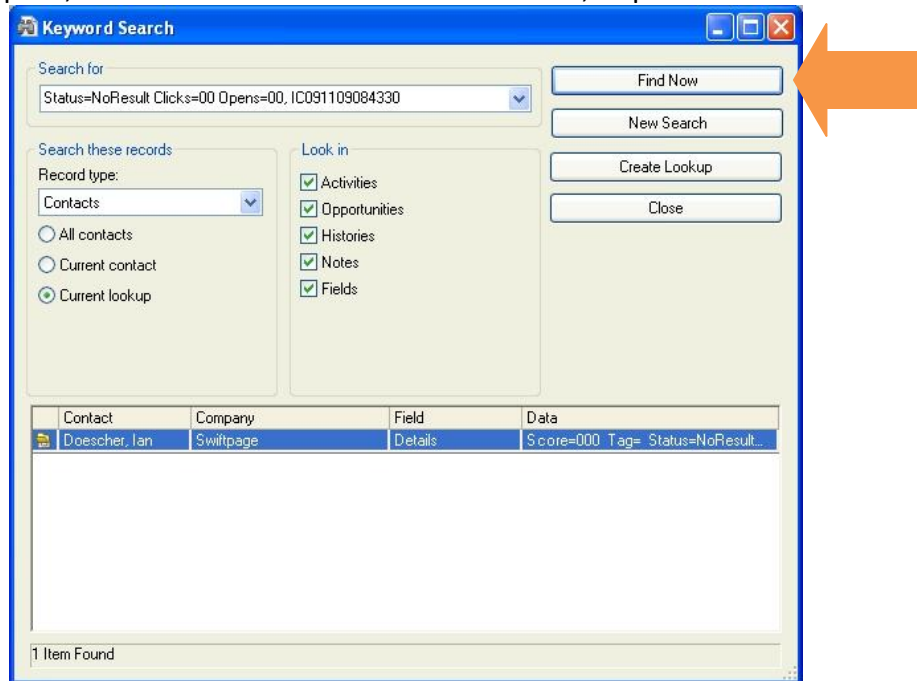 Keyword Search
Search for
Status=NoResult Clicks=00 Opens=00, IC091109084330
Find Now
New Search
Create Lookup
Close
Search these records
Record type:
Contacts
All contacts
Current contact
Current lookup
Look in
Activities
Opportunities
Histories
Notes
Fields
Contact Company Field Data
Doescher, Ian Swiftpage Details Score=000 Tag= Status=NoResult...
1 Item Found